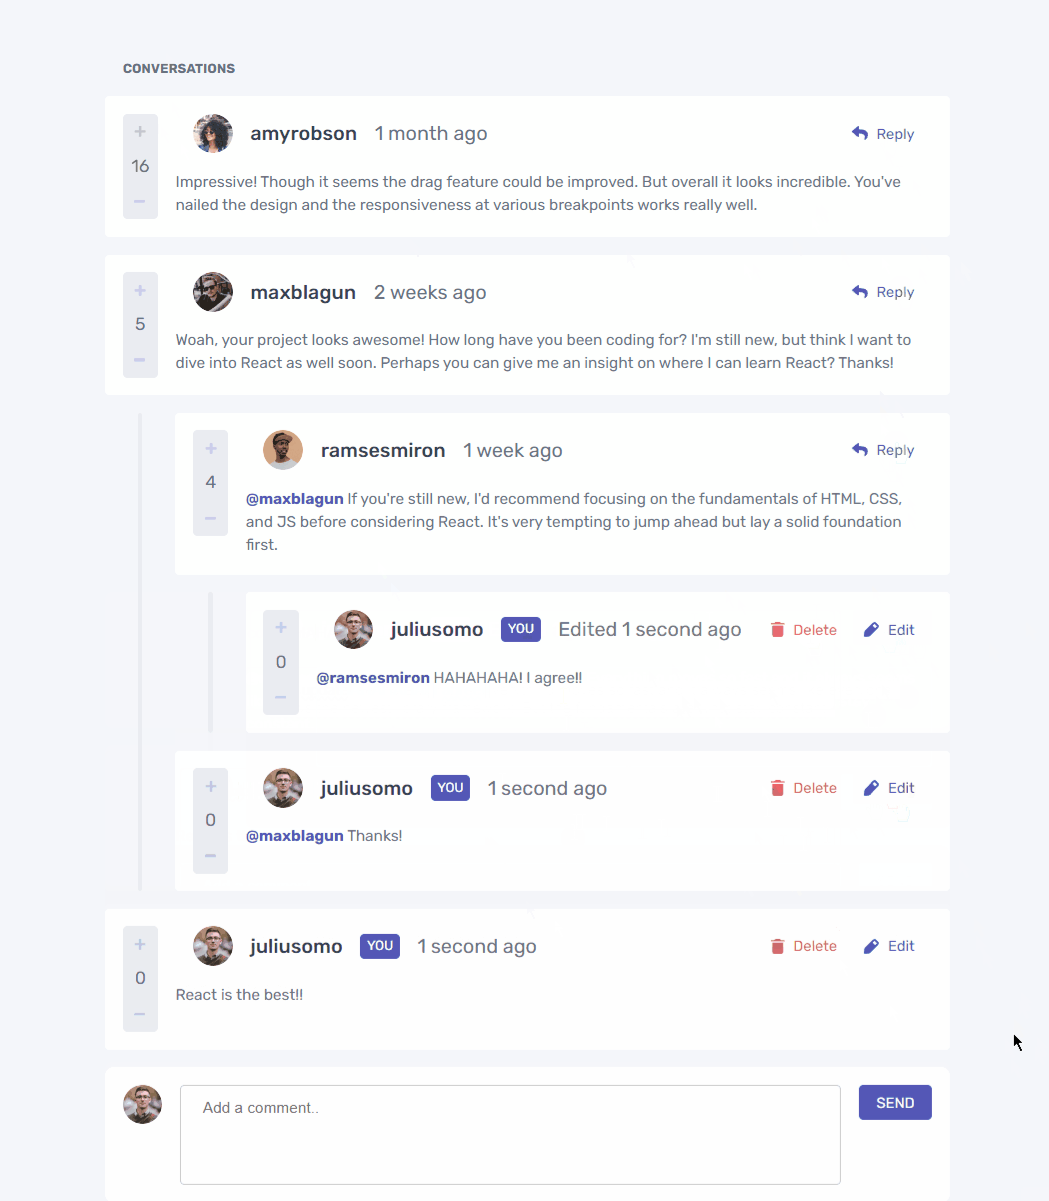 CONVERSATIONS
+
16
−
amyrobson 1 month ago Reply
Impressive! Though it seems the drag feature could be improved. But overall it looks incredible. You've
nailed the design and the responsiveness at various breakpoints works really well.
+
5
−
maxblagun 2 weeks ago Reply
Woah, your project looks awesome! How long have you been coding for? I'm still new, but think I want to
dive into React as well soon. Perhaps you can give me an insight on where I can learn React? Thanks!
+
4
−
ramsesmiron 1 week ago Reply
@maxblagun If you're still new, I'd recommend focusing on the fundamentals of HTML, CSS,
and JS before considering React. It's very tempting to jump ahead but lay a solid foundation
first.
+
0
−
juliusomo YOU Edited 1 second ago Delete Edit
@ramsesmiron HAHAHAHA! I agree!!
+
0
−
juliusomo YOU 1 second ago Delete Edit
@maxblagun Thanks!
+
0
−
juliusomo YOU 1 second ago Delete Edit
React is the best!!
Add a comment..
SEND